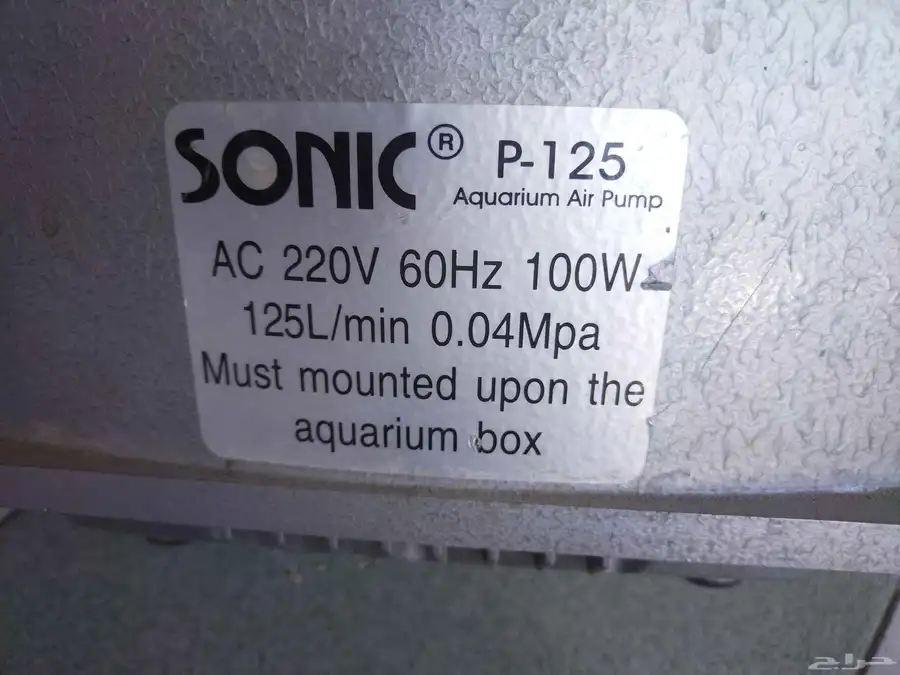 SONIC® P-125
Aquarium Air Pump
AC 220V 60Hz 100W
125L/min 0.04Mpa
Must mounted upon the
aquarium box
حراج